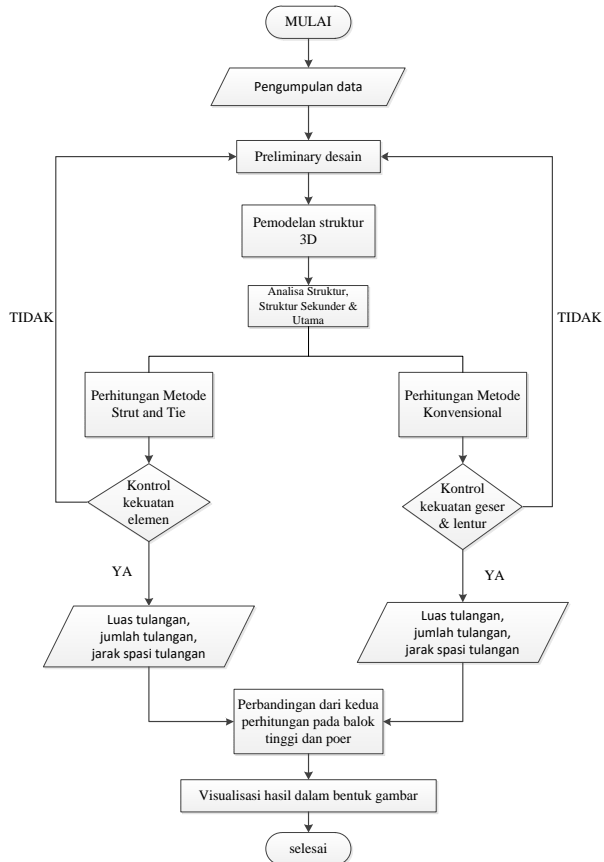 MULAI
Pengumpulan data
Preliminary desain
Pemodelan struktur
3D
Analisa Struktur,
Struktur Sekunder &
Utama
TIDAK
TIDAK
Perhitungan Metode
Strut and Tie
Perhitungan Metode
Konvensional
Kontrol
kekuatan
elemen
Kontrol
kekuatan geser
& lentur
YA
YA
Luas tulangan,
jumlah tulangan,
jarak spasi tulangan
Luas tulangan,
jumlah tulangan,
jarak spasi tulangan
Perbandingan dari kedua
perhitungan pada balok
tinggi dan poer
Visualisasi hasil dalam bentuk gambar
selesai